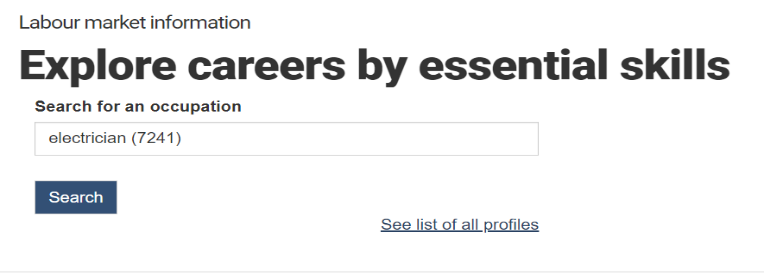 Labour market information
Explore careers by essential skills
Search for an occupation
electrician (7241)
Search
See list of all profiles